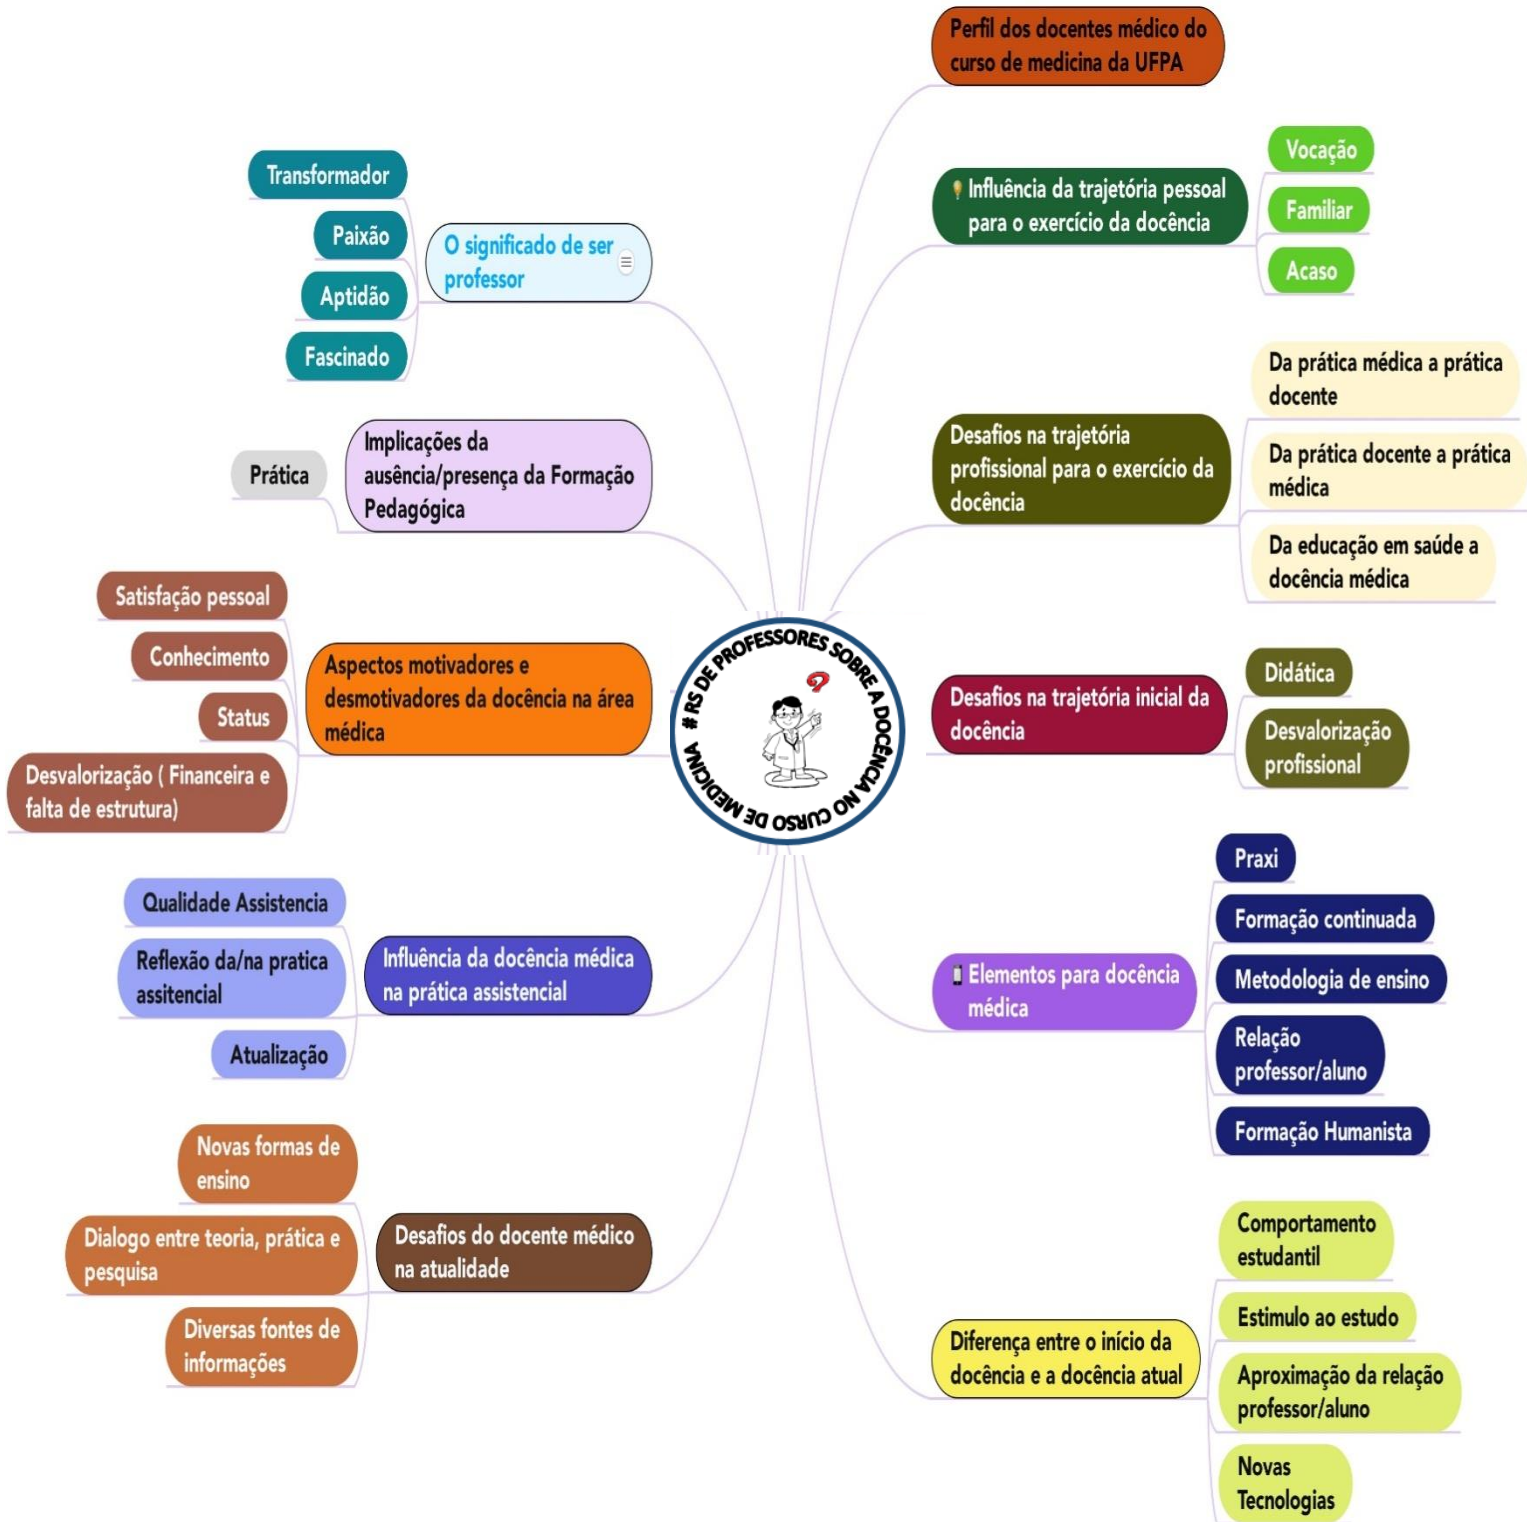 Perfil dos docentes médico do
curso de medicina da UFPA
Influência da trajetória pessoal
para o exercício da docência
Vocação
Familiar
Acaso
Desafios na trajetória
profissional para o exercício da
docência
Da prática médica a prática
docente
Da prática docente a prática
médica
Da educação em saúde a
docência médica
Desafios na trajetória inicial da
docência
Didática
Desvalorização
profissional
Elementos para docência
médica
Praxi
Formação continuada
Metodologia de ensino
Relação
professor/aluno
Formação Humanista
Diferença entre o início da
docência e a docência atual
Comportamento
estudantil
Estimulo ao estudo
Aproximação da relação
professor/aluno
Novas
Tecnologias
# RS DE PROFESSORES SOBRE A DOCÊNCIA NO CURSO DE MEDICINA
O significado de ser
professor
Transformador
Paixão
Aptidão
Fascinado
Implicações da
ausência/presença da Formação
Pedagógica
Prática
Aspectos motivadores e
desmotivadores da docência na área
médica
Satisfação pessoal
Conhecimento
Status
Desvalorização ( Financeira e
falta de estrutura)
Influência da docência médica
na prática assistencial
Qualidade Assistencia
Reflexão da/na pratica
assitencial
Atualização
Desafios do docente médico
na atualidade
Novas formas de
ensino
Dialogo entre teoria, prática e
pesquisa
Diversas fontes de
informações